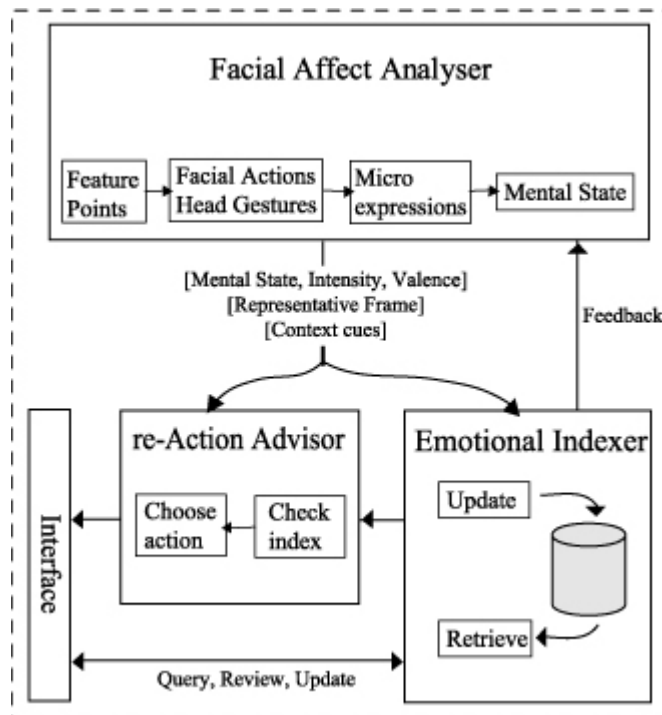 Facial Affect Analyser
Feature
Points
Facial Actions
Head Gestures
Micro
expressions
Mental State
[Mental State, Intensity, Valence]
[Representative Frame]
[Context cues]
Feedback
re-Action Advisor
Choose
action
Check
index
Emotional Indexer
Update
Retrieve
Interface
Query, Review, Update